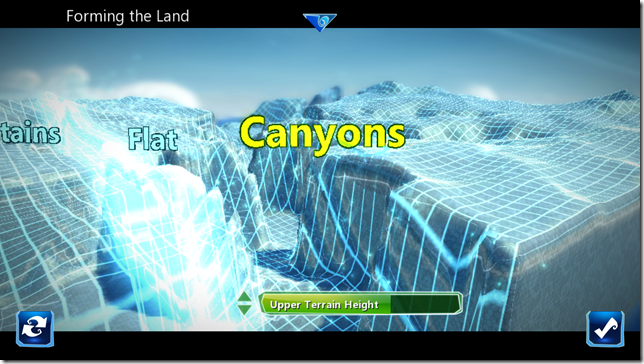 Forming the Land
tains
Flat
Canyons
Upper Terrain Height